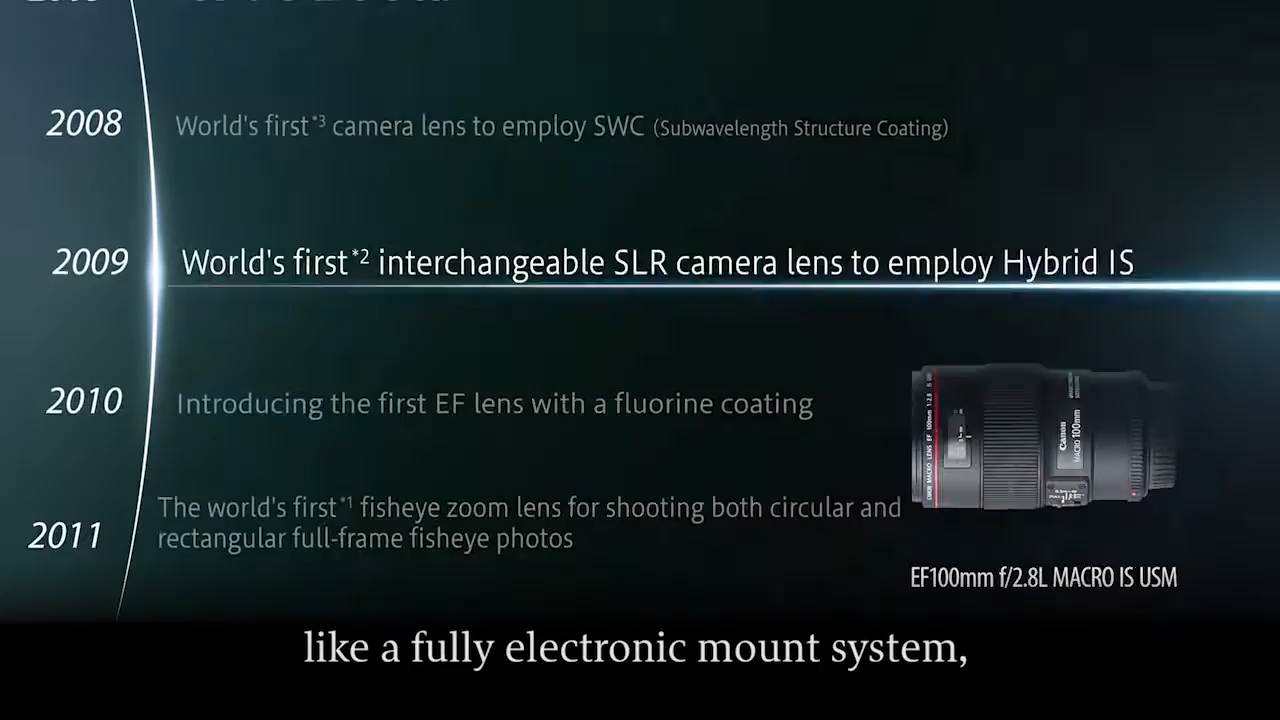 2008
World's first*3 camera lens to employ SWC (Subwavelength Structure Coating)
2009
World's first*2 interchangeable SLR camera lens to employ Hybrid IS
2010
Introducing the first EF lens with a fluorine coating
2011
The world's first*1 fisheye zoom lens for shooting both circular and
rectangular full-frame fisheye photos
Canon
MACRO 100mm
EF100mm f/2.8L MACRO IS USM
like a fully electronic mount system,